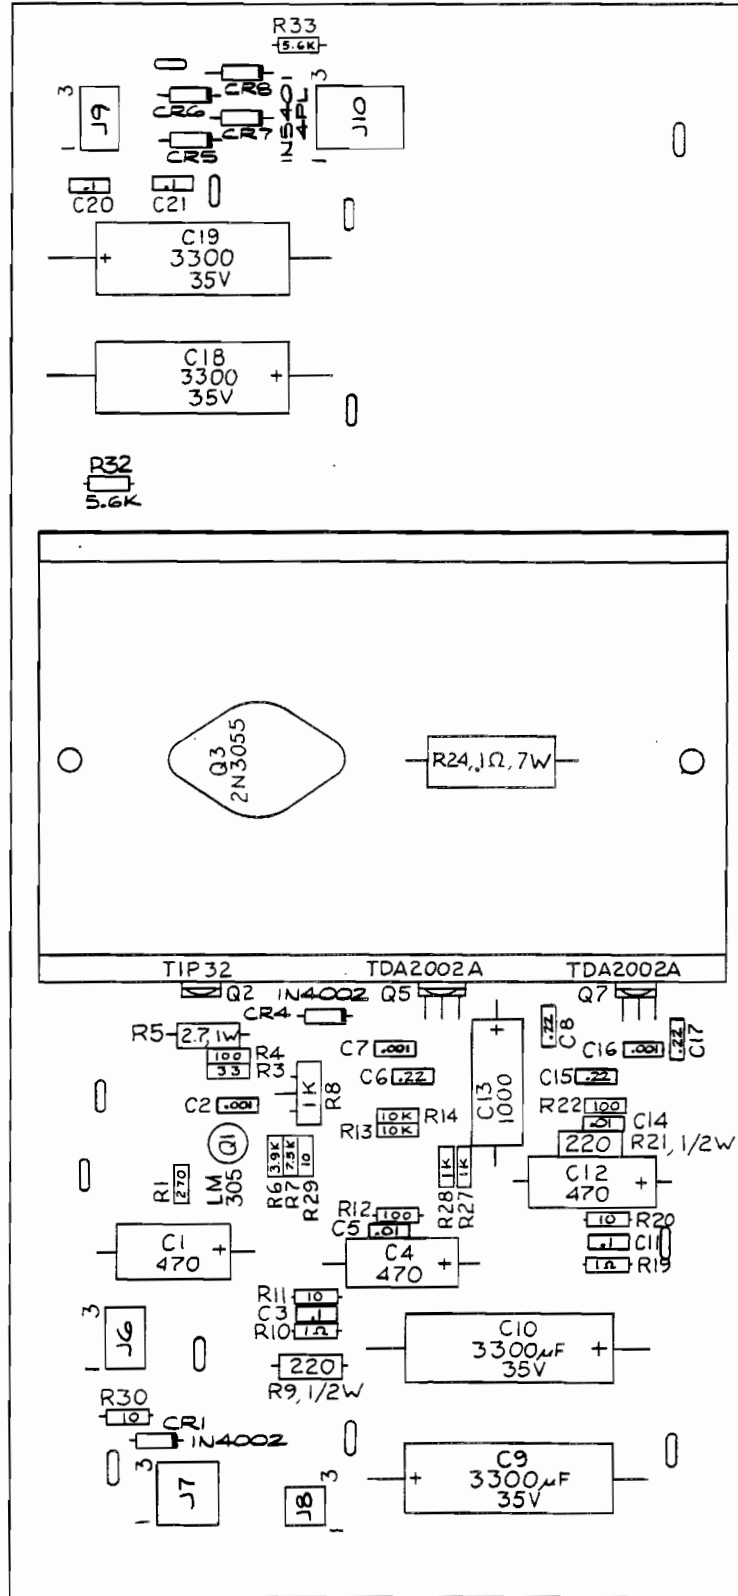 R33
5.6K
3
J9
1
CR8
CR6
CR7
CR5
IN5401
4PL
3
J10
1
.1
C20
.1
C21
C19
+ 3300
35V
C18
3300 +
35V
R32
5.6K
Q3
2N3055
R24, .1Ω, 7W
TIP32
TDA2002A
TDA2002A
Q2
IN4002
Q5
Q7
CR4
R5 2.7, 1W
100 R4
33 R3
C2 .001
1K
R8
C7 .001
C6 .22
10K R14
R13 10K
+
C13
1000
.22
C8
C16 .001
.22
C17
C15 .22
R22 100
.01 C14
220 R21, 1/2W
C12 +
470
Q1
LM
305
R1
270
3.9K
7.5K
10
R6
R7
R29
1K
1K
R28
R27
R12 100
C5 .01
C1 +
470
C4 +
470
10 R20
.1 C11
1Ω R19
R11 10
C3 .1
R10 1Ω
220
R9, 1/2W
3
J6
1
C10
3300µF +
35V
R30
10
CR1
IN4002
3
J7
1
3
J8
1
C9
+ 3300µF
35V